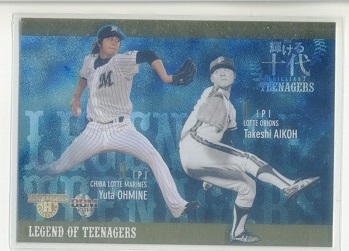 輝ける
十代
BRILLIANT
TEENAGERS
M
[P]
LOTTE ORIONS
Takeshi AIKOH
[P]
CHIBA LOTTE MARINES
Yuta OHMINE
LEGEND OF TEENAGERS